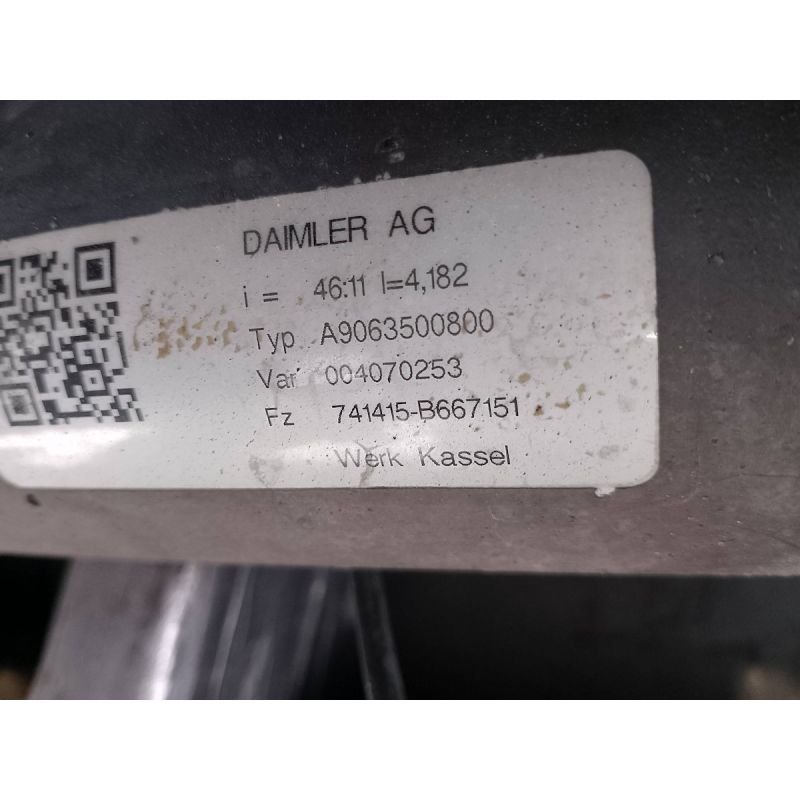 DAIMLER AG
i = 46:11 I=4,182
Typ A9063500800
Var 004070253
Fz 741415-B667151
Werk Kassel